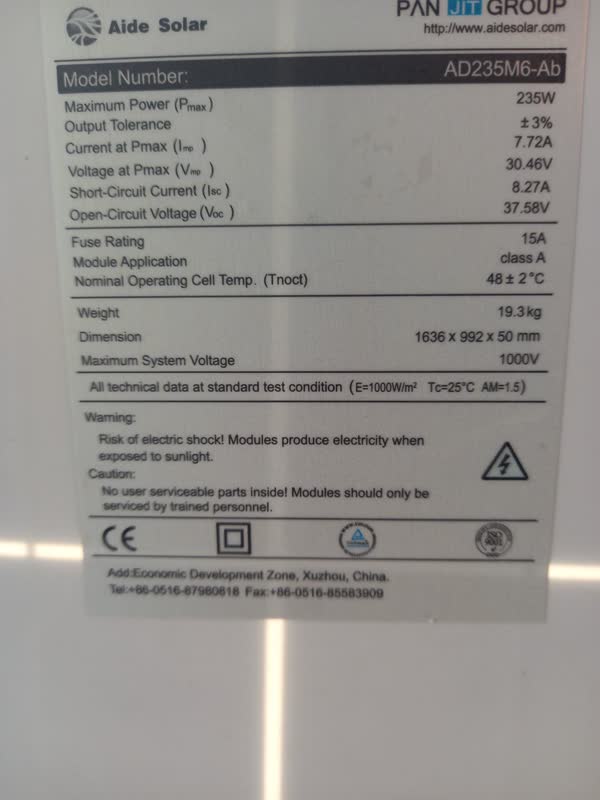 Aide Solar
PAN JIT GROUP
http://www.aidesolar.com
Model Number: AD235M6-Ab
Maximum Power (Pmax) 235W
Output Tolerance ±3%
Current at Pmax (Imp) 7.72A
Voltage at Pmax (Vmp) 30.46V
Short-Circuit Current (Isc) 8.27A
Open-Circuit Voltage (Voc) 37.58V
Fuse Rating 15A
Module Application class A
Nominal Operating Cell Temp. (Tnoct) 48±2°C
Weight 19.3kg
Dimension 1636 x 992 x 50 mm
Maximum System Voltage 1000V
All technical data at standard test condition (E=1000W/m² Tc=25°C AM=1.5)
Warning:
Risk of electric shock! Modules produce electricity when
exposed to sunlight.
Caution:
No user serviceable parts inside! Modules should only be
serviced by trained personnel.
CE
ISO
9001
Add:Economic Development Zone, Xuzhou, China.
Tel:+86-0516-87980818 Fax:+86-0516-85583909